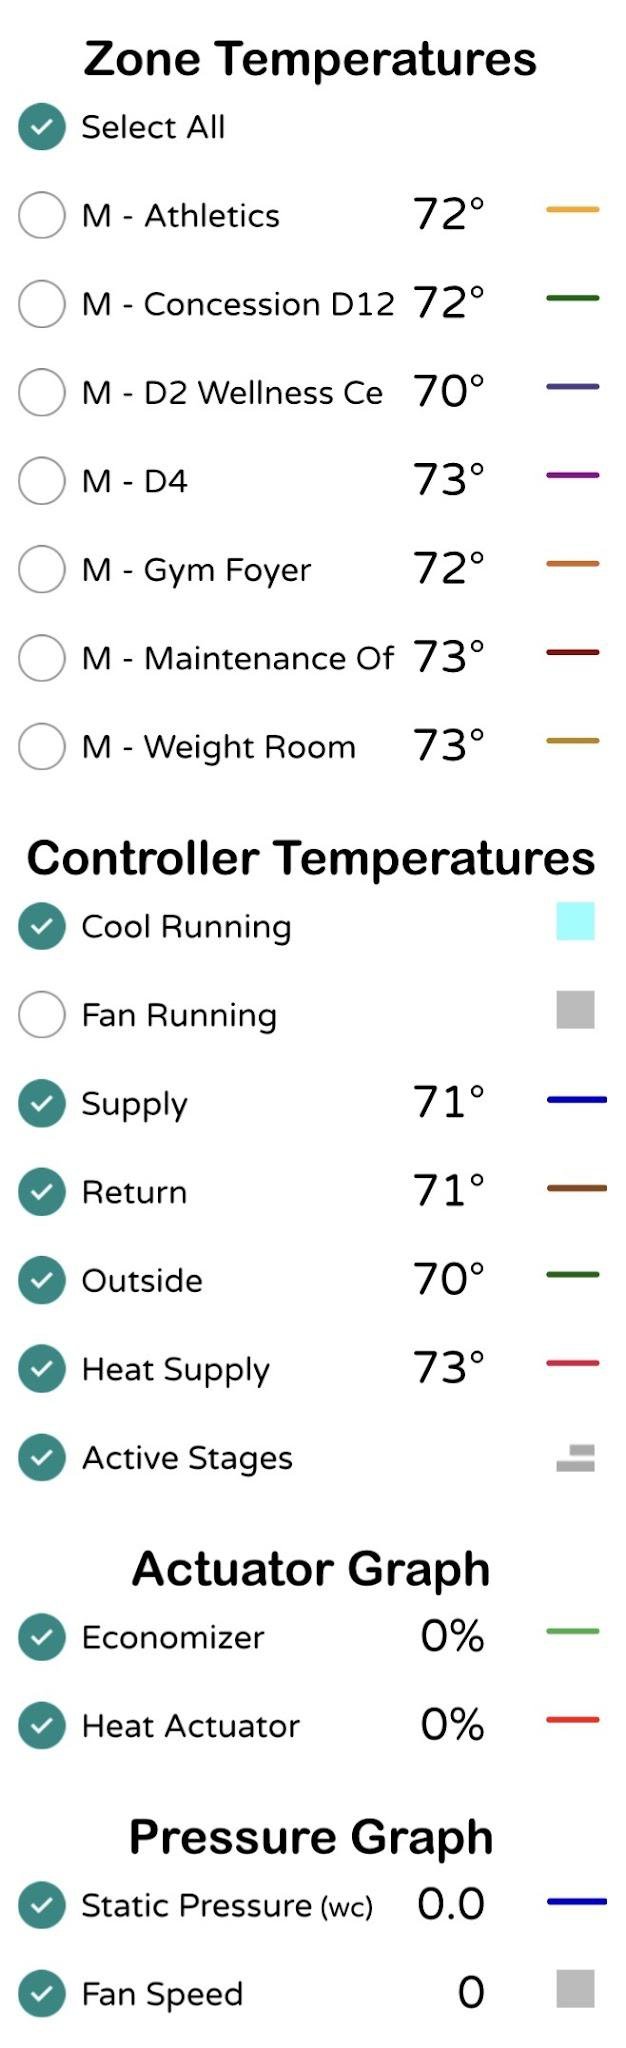 Zone Temperatures
Select All
M - Athletics 72°
M - Concession D12 72°
M - D2 Wellness Ce 70°
M - D4 73°
M - Gym Foyer 72°
M - Maintenance Of 73°
M - Weight Room 73°
Controller Temperatures
Cool Running
Fan Running
Supply 71°
Return 71°
Outside 70°
Heat Supply 73°
Active Stages
Actuator Graph
Economizer 0%
Heat Actuator 0%
Pressure Graph
Static Pressure (wc) 0.0
Fan Speed 0